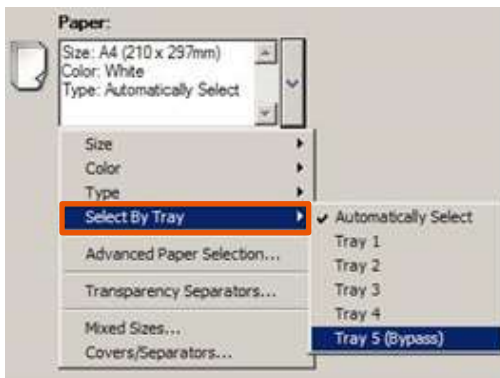 Paper:
Size: A4 (210 x 297mm)
Color: White
Type: Automatically Select
Size
Color
Type
Select By Tray
Advanced Paper Selection...
Transparency Separators...
Mixed Sizes...
Covers/Separators...
Automatically Select
Tray 1
Tray 2
Tray 3
Tray 4
Tray 5 (Bypass)